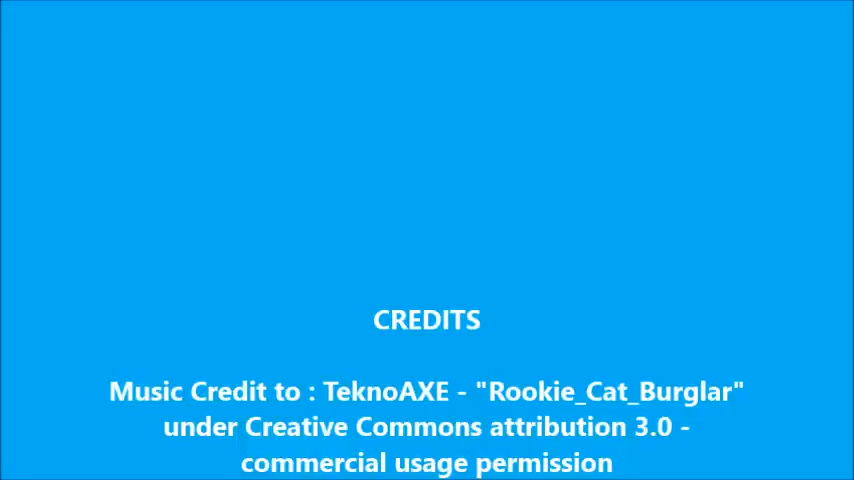 CREDITS
Music Credit to : TeknoAXE - "Rookie_Cat_Burglar"
under Creative Commons attribution 3.0 -
commercial usage permission